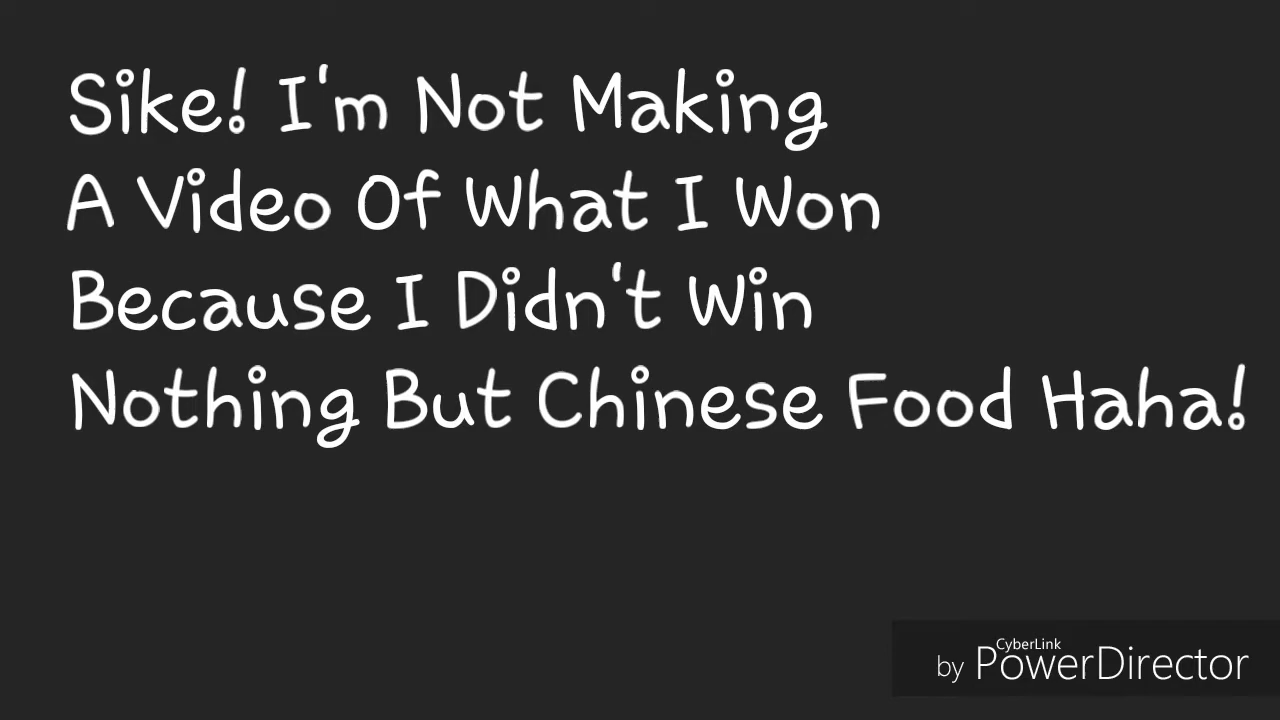 Sike! I'm Not Making
A Video Of What I Won
Because I Didn't Win
Nothing But Chinese Food Haha!
CyberLink
by PowerDirector